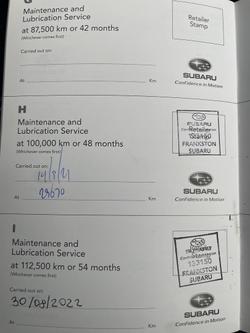 G
Maintenance and
Lubrication Service
at 87,500 km or 42 months
(Whichever comes first)
Retailer
Stamp
Carried out on:
At
Km
SUBARU
Confidence in Motion
H
Maintenance and
Lubrication Service
at 100,000 km or 48 months
(Whichever comes first)
SUBARU
Retailer
FRANKSTON
SUBARU
Carried out on:
At
Km
SUBARU
Confidence in Motion
I
Maintenance and
Lubrication Service
at 112,500 km or 54 months
(Whichever comes first)
133150
FRANKSTON
SUBARU
Carried out on:
30/08/2022
At
Km
SUBARU